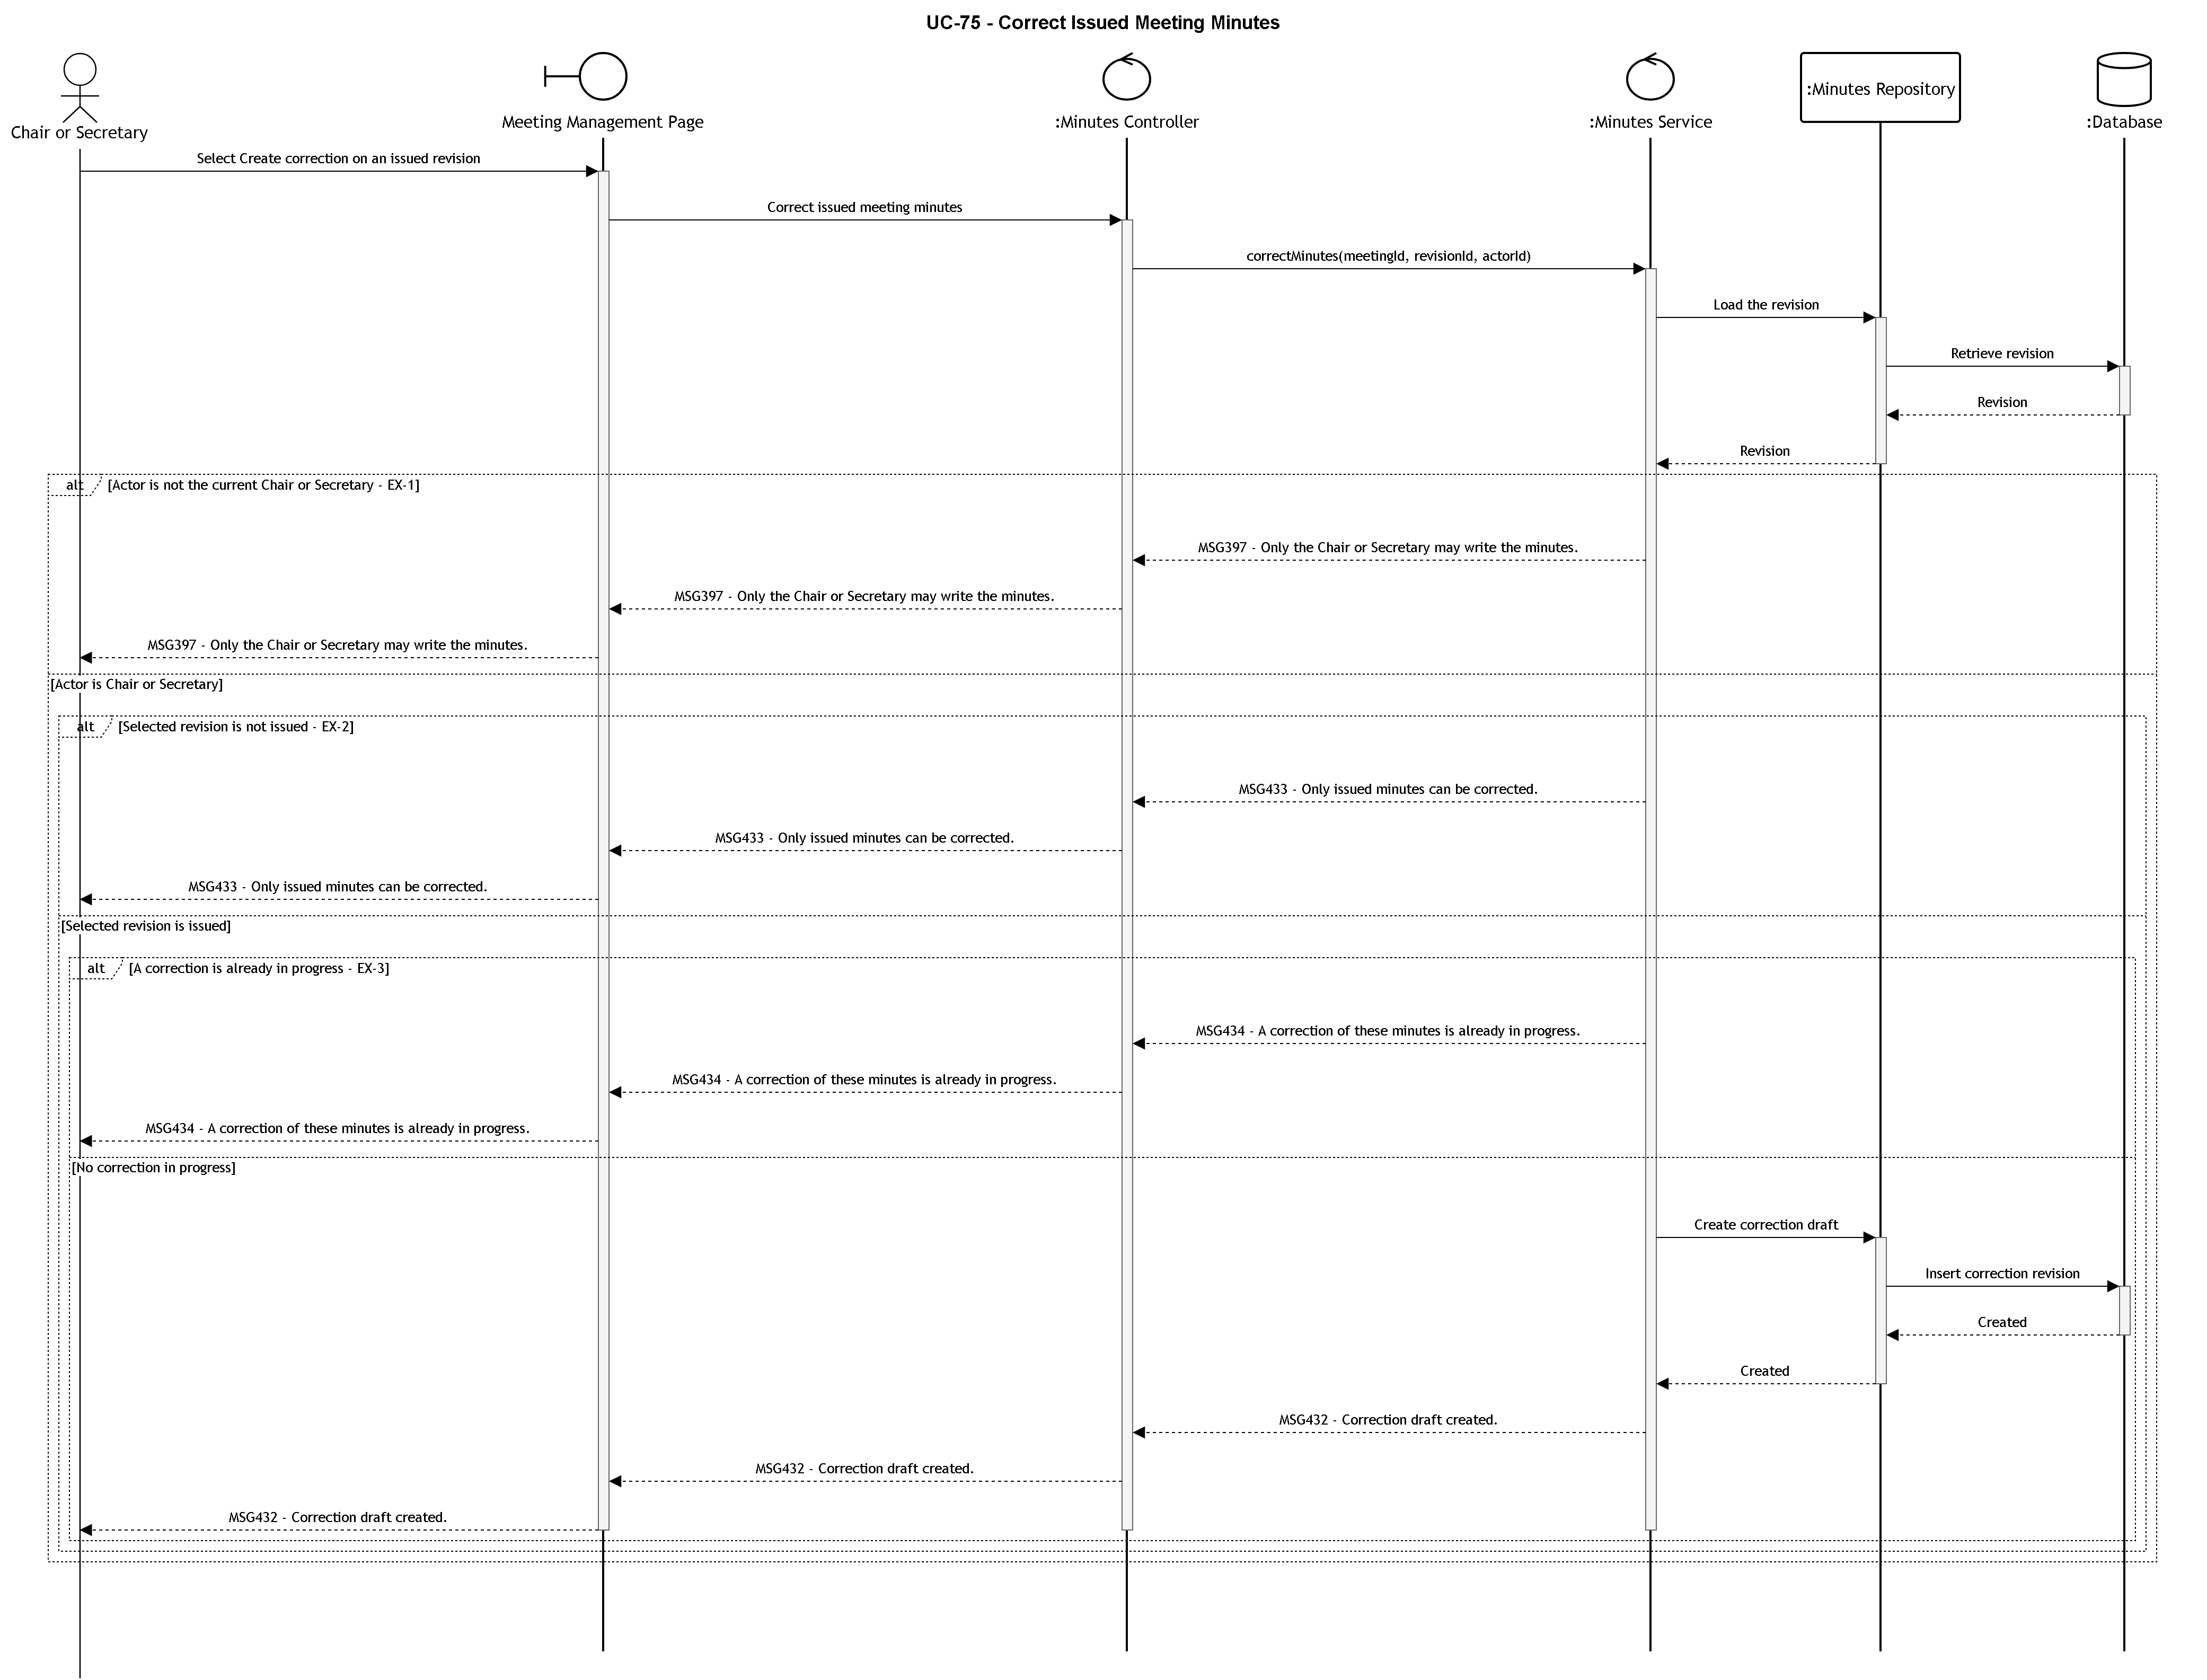 UC-75 - Correct Issued Meeting Minutes
Chair or Secretary
Meeting Management Page
:Minutes Controller
:Minutes Service
:Minutes Repository
:Database
Select Create correction on an issued revision
Correct issued meeting minutes
correctMinutes(meetingId, revisionId, actorId)
Load the revision
Retrieve revision
Revision
Revision
alt [Actor is not the current Chair or Secretary - EX-1]
MSG397 - Only the Chair or Secretary may write the minutes.
MSG397 - Only the Chair or Secretary may write the minutes.
MSG397 - Only the Chair or Secretary may write the minutes.
[Actor is Chair or Secretary]
alt [Selected revision is not issued - EX-2]
MSG433 - Only issued minutes can be corrected.
MSG433 - Only issued minutes can be corrected.
MSG433 - Only issued minutes can be corrected.
[Selected revision is issued]
alt [A correction is already in progress - EX-3]
MSG434 - A correction of these minutes is already in progress.
MSG434 - A correction of these minutes is already in progress.
MSG434 - A correction of these minutes is already in progress.
[No correction in progress]
Create correction draft
Insert correction revision
Created
Created
MSG432 - Correction draft created.
MSG432 - Correction draft created.
MSG432 - Correction draft created.